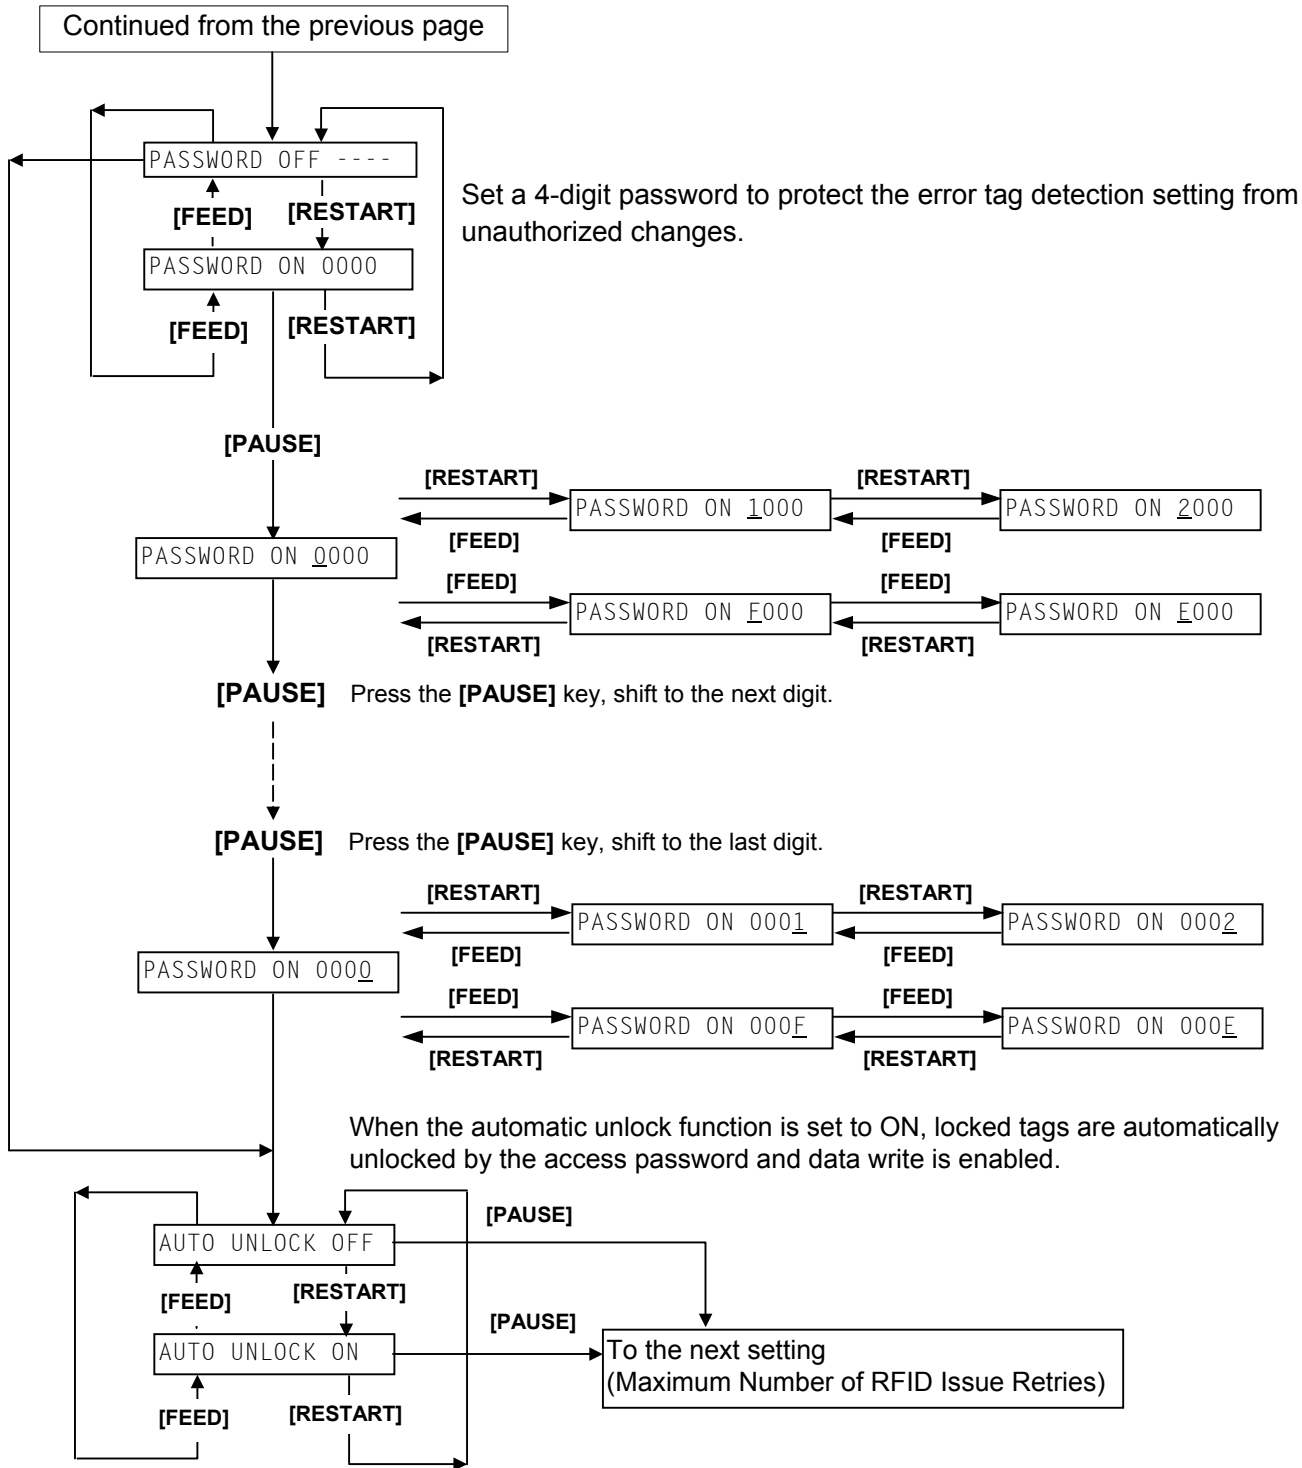 Continued from the previous page
PASSWORD OFF ----
[FEED] [RESTART]
Set a 4-digit password to protect the error tag detection setting from
unauthorized changes.
PASSWORD ON 0000
[FEED] [RESTART]
[PAUSE]
[RESTART] [RESTART]
PASSWORD ON 1000 PASSWORD ON 2000
[FEED] [FEED]
PASSWORD ON 0000
[FEED] [FEED]
PASSWORD ON F000 PASSWORD ON E000
[RESTART] [RESTART]
[PAUSE] Press the [PAUSE] key, shift to the next digit.
[PAUSE] Press the [PAUSE] key, shift to the last digit.
[RESTART] [RESTART]
PASSWORD ON 0001 PASSWORD ON 0002
[FEED] [FEED]
PASSWORD ON 0000
[FEED] [FEED]
PASSWORD ON 000F PASSWORD ON 000E
[RESTART] [RESTART]
When the automatic unlock function is set to ON, locked tags are automatically
unlocked by the access password and data write is enabled.
[PAUSE]
AUTO UNLOCK OFF
[FEED] [RESTART]
[PAUSE]
AUTO UNLOCK ON
To the next setting
(Maximum Number of RFID Issue Retries)
[FEED] [RESTART]